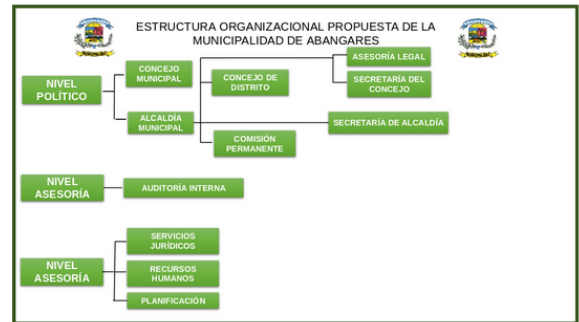 ESTRUCTURA ORGANIZACIONAL PROPUESTA DE LA
MUNICIPALIDAD DE ABANGARES
NIVEL
POLÍTICO
CONCEJO
MUNICIPAL
ALCALDÍA
MUNICIPAL
CONCEJO DE
DISTRITO
COMISIÓN
PERMANENTE
ASESORÍA LEGAL
SECRETARÍA DEL
CONCEJO
SECRETARÍA DE ALCALDÍA
NIVEL
ASESORÍA
AUDITORÍA INTERNA
NIVEL
ASESORÍA
SERVICIOS
JURÍDICOS
RECURSOS
HUMANOS
PLANIFICACIÓN